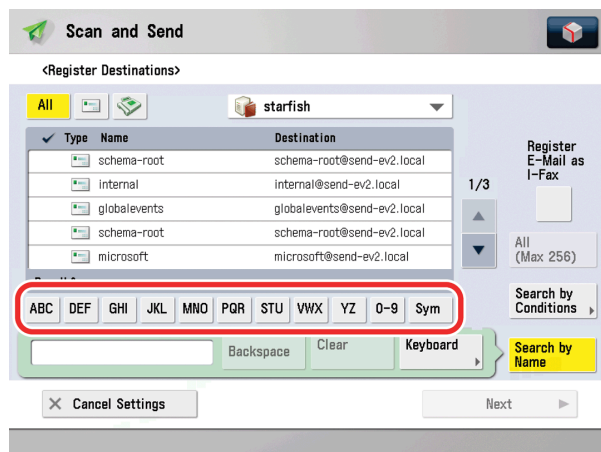 Scan and Send
<Register Destinations>
All
starfish
Type Name Destination
schema-root schema-root@send-ev2.local
internal internal@send-ev2.local
globalevents globalevents@send-ev2.local
schema-root schema-root@send-ev2.local
microsoft microsoft@send-ev2.local
1/3
Register
E-Mail as
I-Fax
All
(Max 256)
Search by
Conditions
ABC DEF GHI JKL MNO PQR STU VWX YZ 0-9 Sym
Backspace Clear Keyboard
Search by
Name
Cancel Settings
Next